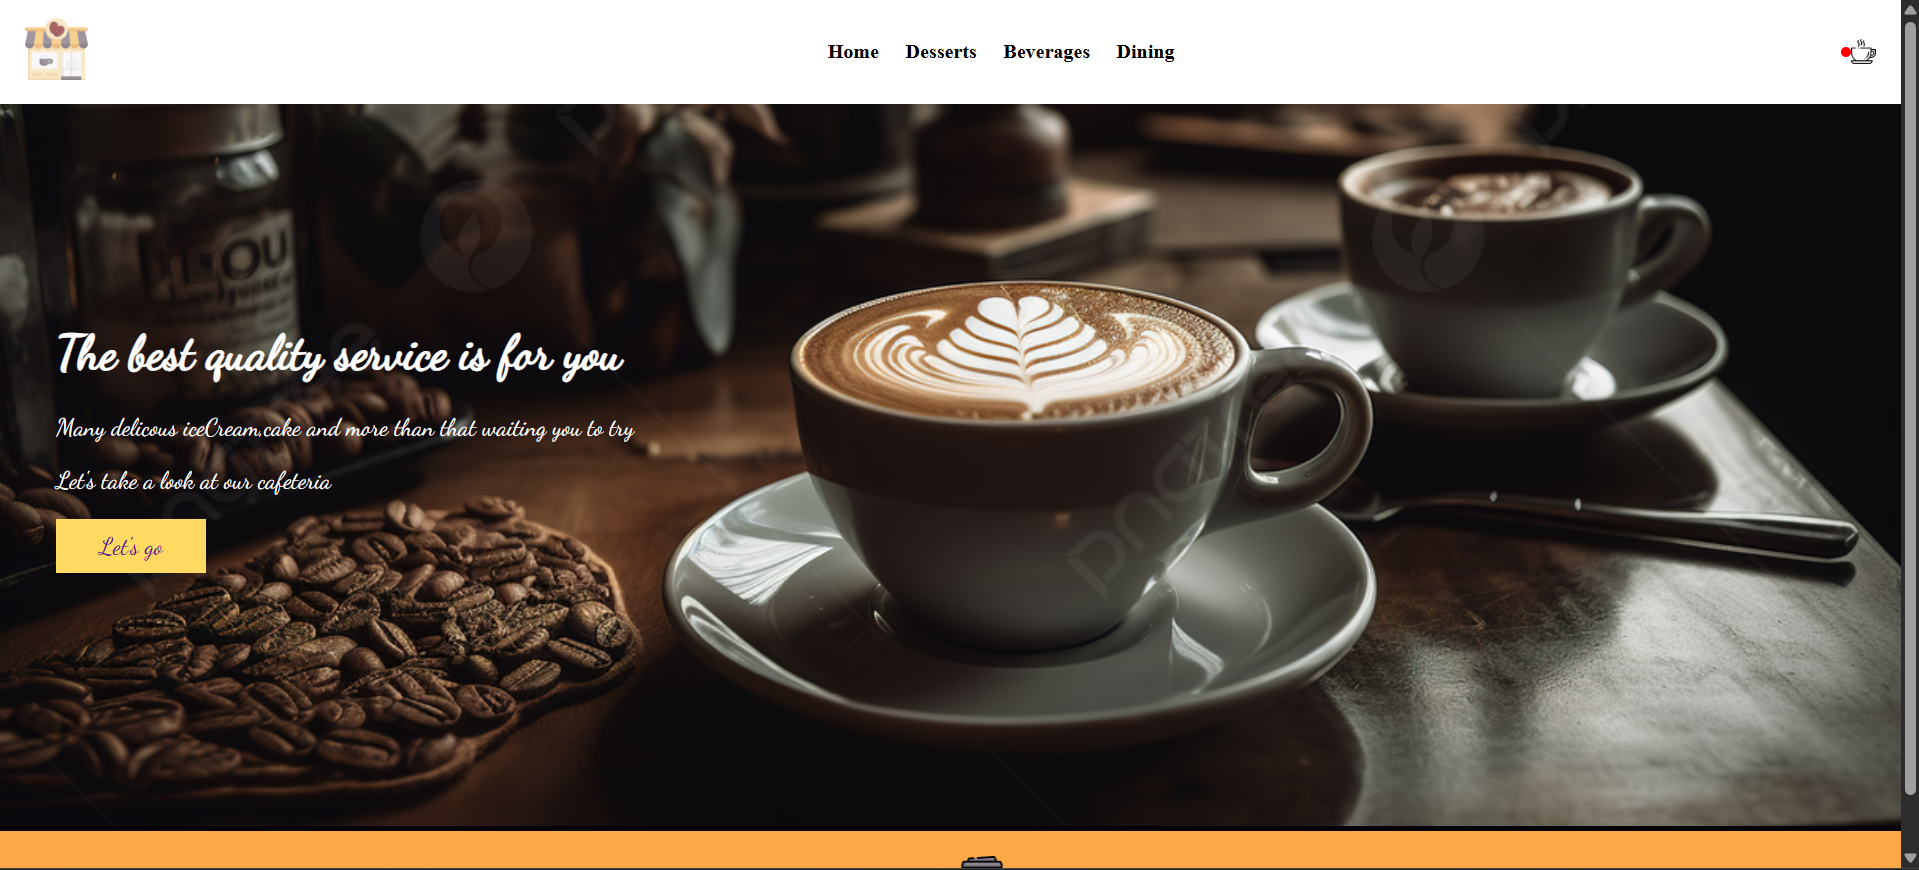 Home Desserts Beverages Dining
The best quality service is for you
Many delicous iceCream,cake and more than that waiting you to try
Let's take a look at our cafeteria
Let's go